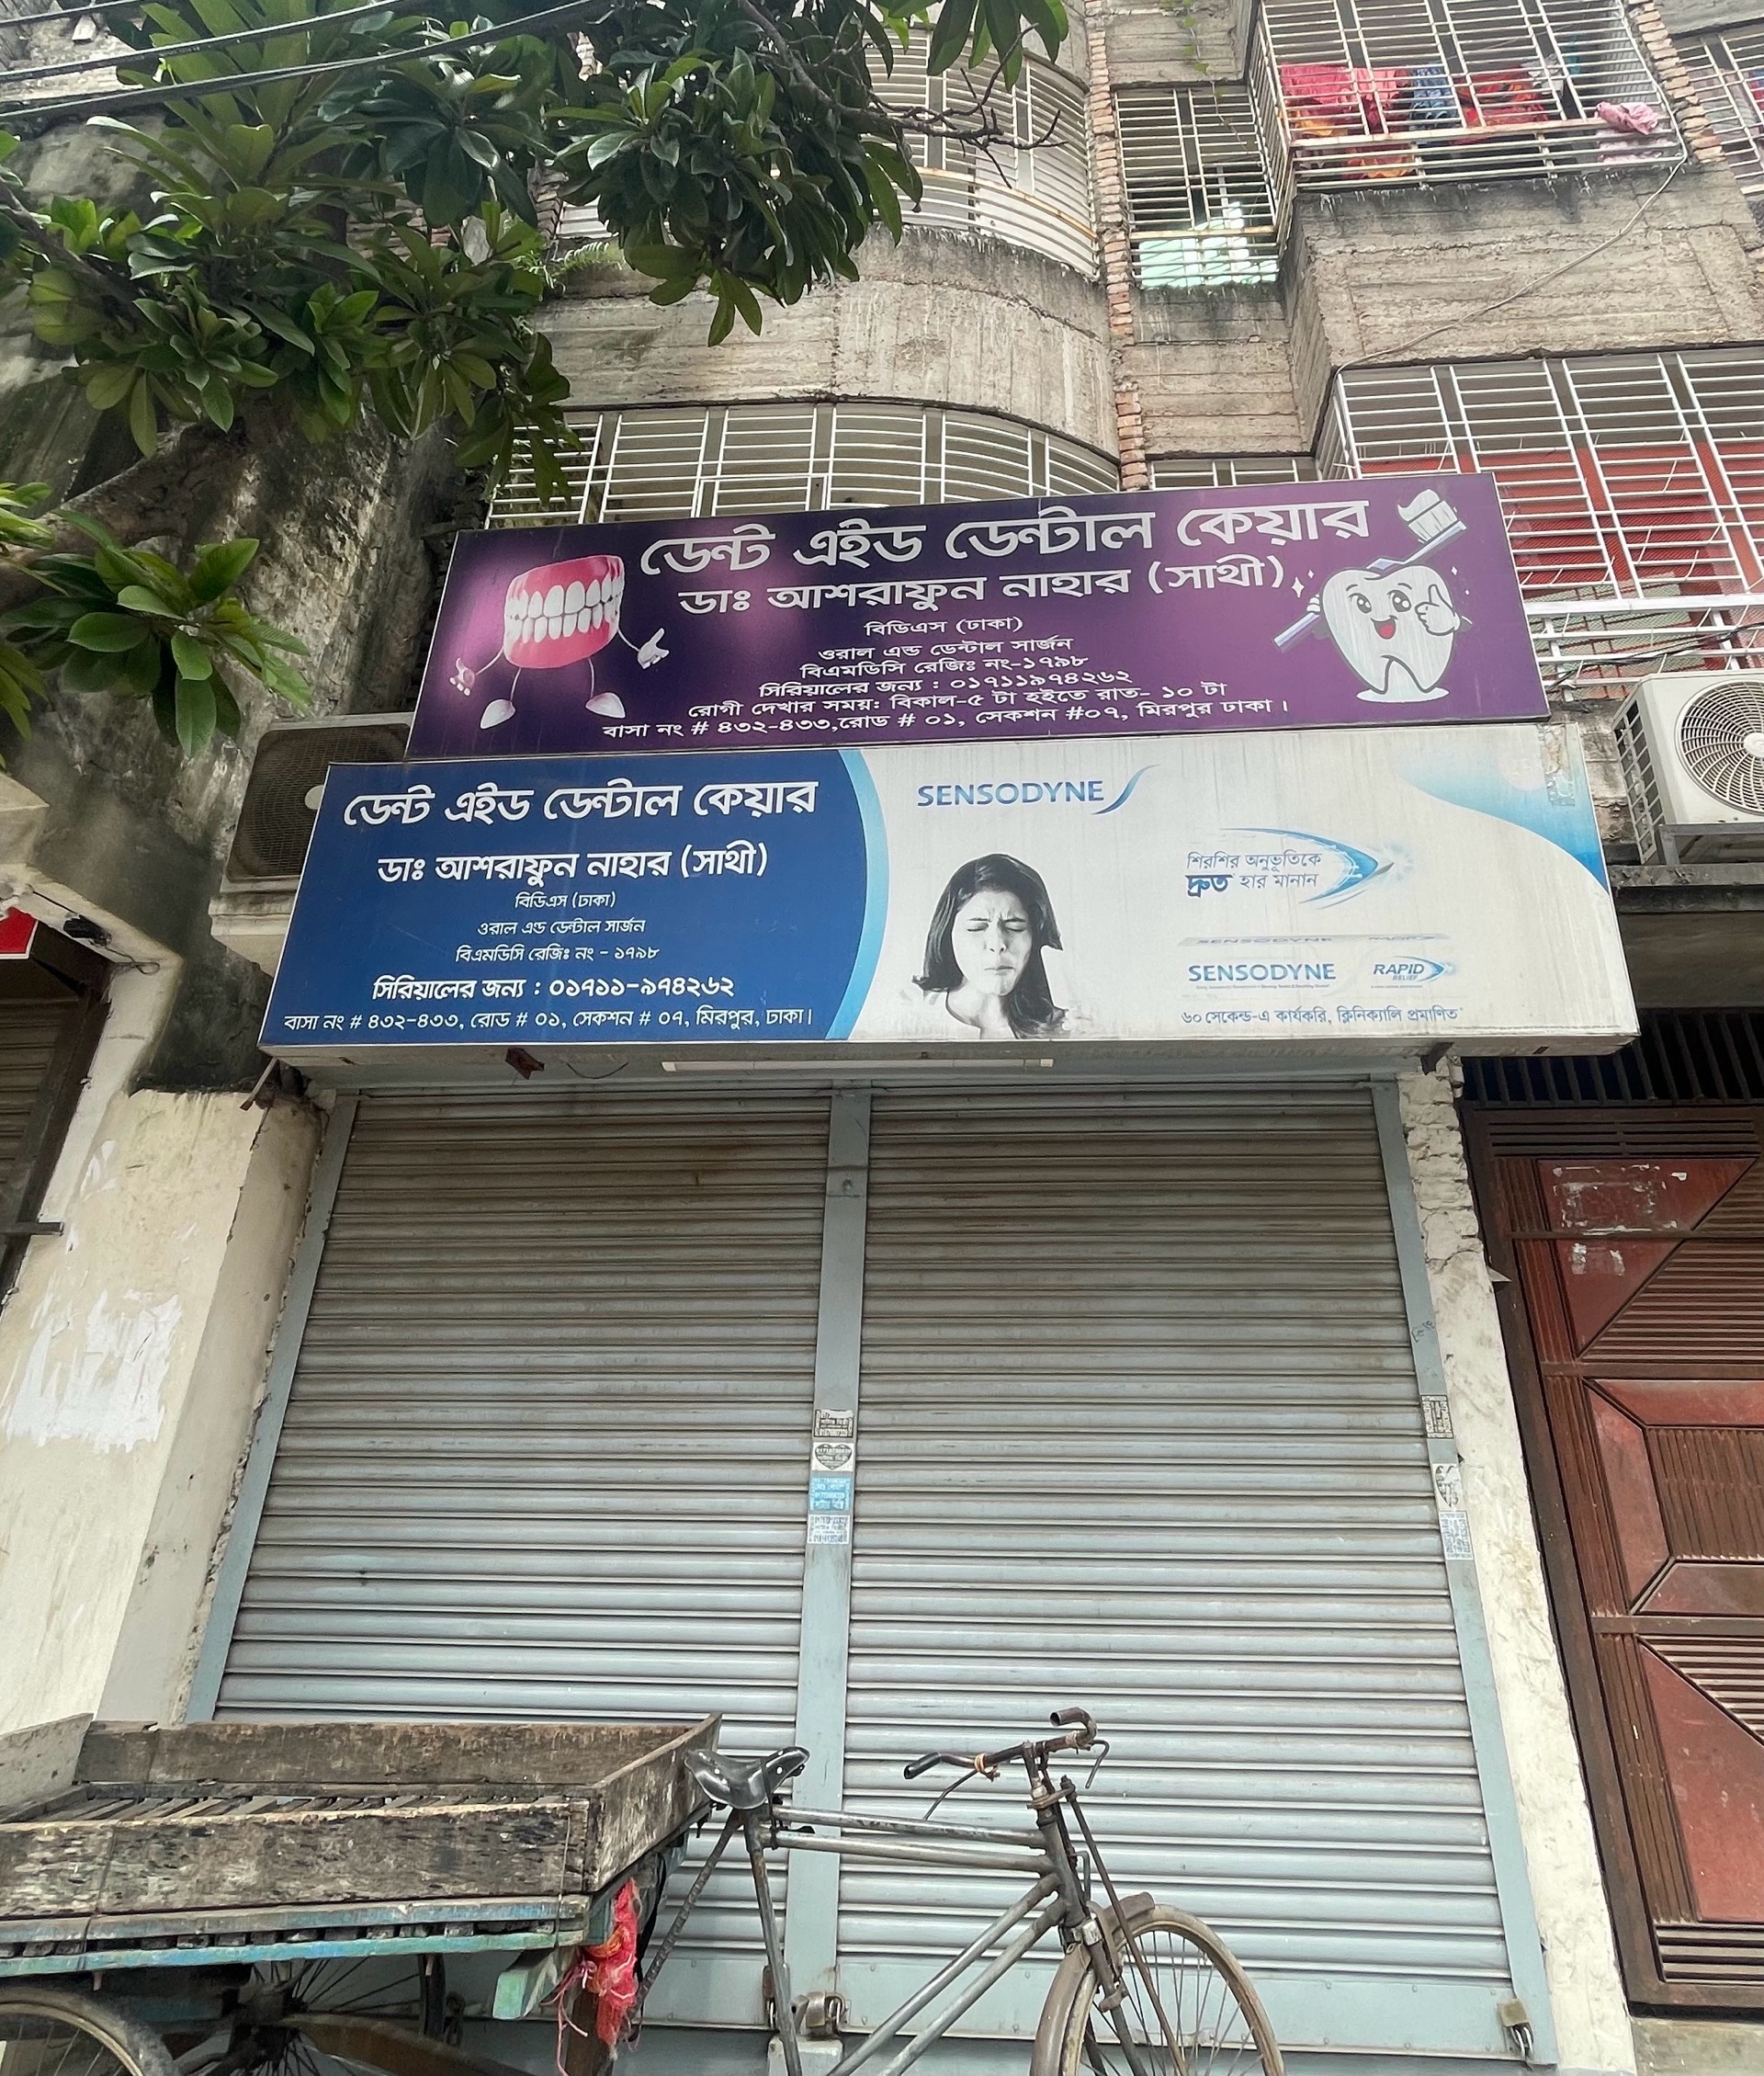 ডেন্ট এইড ডেন্টাল কেয়ার
ডাঃ আশরাফুন নাহার (সাথী)
বিডিএস (ঢাকা)
ওরাল এন্ড ডেন্টাল সার্জন
বিএমডিসি রেজিঃ নং-১৭৯৮
সিরিয়ালের জন্য : ০১৭১১৯৭৪২৬২
রোগী দেখার সময়: বিকাল-৫ টা হইতে রাত- ১০ টা
বাসা নং # ৪৩২-৪৩৩,রোড # ০১, সেকশন #০৭, মিরপুর ঢাকা।
ডেন্ট এইড ডেন্টাল কেয়ার
ডাঃ আশরাফুন নাহার (সাথী)
বিডিএস (ঢাকা)
ওরাল এন্ড ডেন্টাল সার্জন
বিএমডিসি রেজিঃ নং - ১৭৯৮
সিরিয়ালের জন্য : ০১৭১১-৯৭৪২৬২
বাসা নং # ৪৩২-৪৩৩, রোড # ০১, সেকশন # ০৭, মিরপুর, ঢাকা।
SENSODYNE
শিরশির অনুভূতিকে
দ্রুত হার মানান
SENSODYNE
SENSODYNE
RAPID
RELIEF
৬০ সেকেন্ড-এ কার্যকরি, ক্লিনিক্যালি প্রমাণিত*